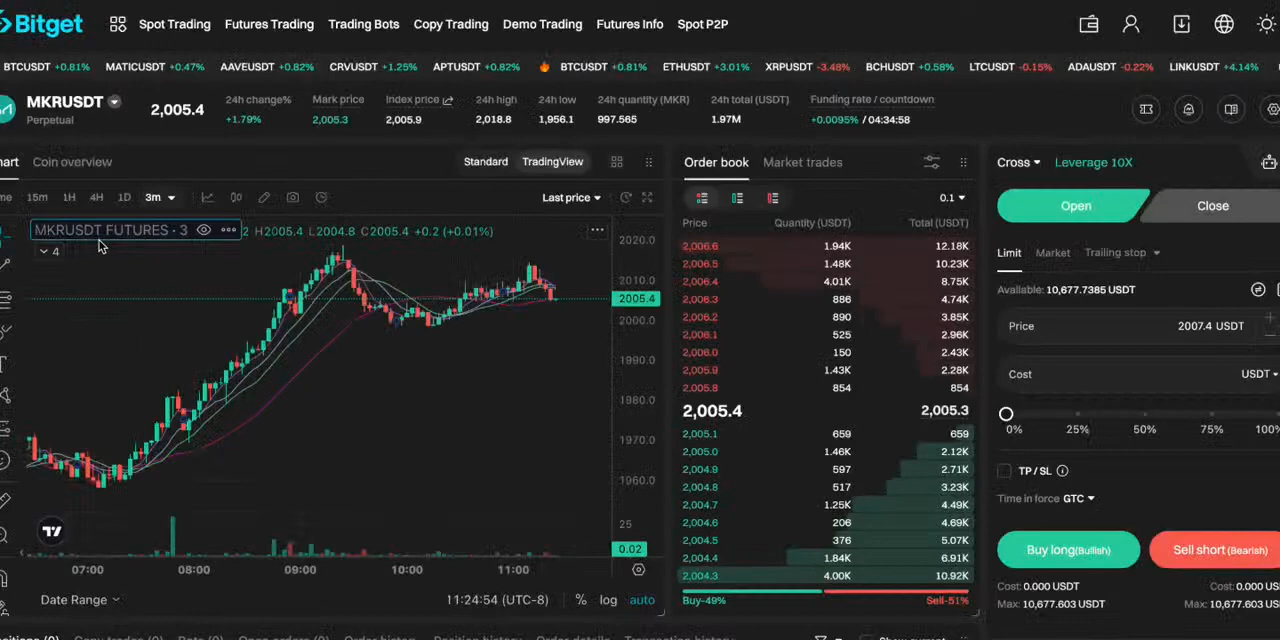 Bitget Spot Trading Futures Trading Trading Bots Copy Trading Demo Trading Futures Info Spot P2P
BTCUSDT +0.81% MATICUSDT +0.47% AAVEUSDT +0.82% CRVUSDT +1.25% APTUSDT +0.82% BTCUSDT +0.81% ETHUSDT +3.01% XRPUSDT -3.48% BCHUSDT +0.58% LTCUSDT -0.15% ADAUSDT -0.22% LINKUSDT +4.14%
MKRUSDT 2,005.4 24h change% Mark price Index price 24h high 24h low 24h quantity (MKR) 24h total (USDT) Funding rate / countdown
Perpetual +1.79% 2,005.3 2,005.9 2,018.8 1,956.1 997.565 1.97M +0.0095% / 04:34:58
Coin overview Standard TradingView
15m 1H 4H 1D 3m Last price
MKRUSDT FUTURES · 3 2 H2005.4 L2004.8 C2005.4 +0.2 (+0.01%)
4
2020.0
2010.0
2005.4
2000.0
1990.0
1980.0
1970.0
1960.0
25
0.02
07:00 08:00 09:00 10:00 11:00
Date Range 11:24:54 (UTC-8) % log auto
Order book Market trades
0.1
Price Quantity (USDT) Total (USDT)
2,006.6 1.94K 12.18K
2,006.5 1.48K 10.23K
2,006.4 4.01K 8.75K
2,006.3 886 4.74K
2,006.2 890 3.85K
2,006.1 525 2.96K
2,006.0 150 2.43K
2,005.9 1.43K 2.28K
2,005.8 854 854
2,005.4 2,005.3
2,005.1 659 659
2,005.0 1.46K 2.12K
2,004.9 597 2.71K
2,004.8 517 3.23K
2,004.7 1.25K 4.49K
2,004.6 206 4.69K
2,004.5 376 5.07K
2,004.4 1.84K 6.91K
2,004.3 4.00K 10.92K
Buy-49% Sell-51%
Cross Leverage 10X
Open Close
Limit Market Trailing stop
Available: 10,677.7385 USDT
Price 2007.4 USDT
Cost USDT
0% 25% 50% 75% 100%
TP / SL
Time in force GTC
Buy long(Bullish) Sell short (Bearish)
Cost: 0.000 USDT Cost: 0.000 USD
Max: 10,677.603 USDT Max: 10,677.603 USD